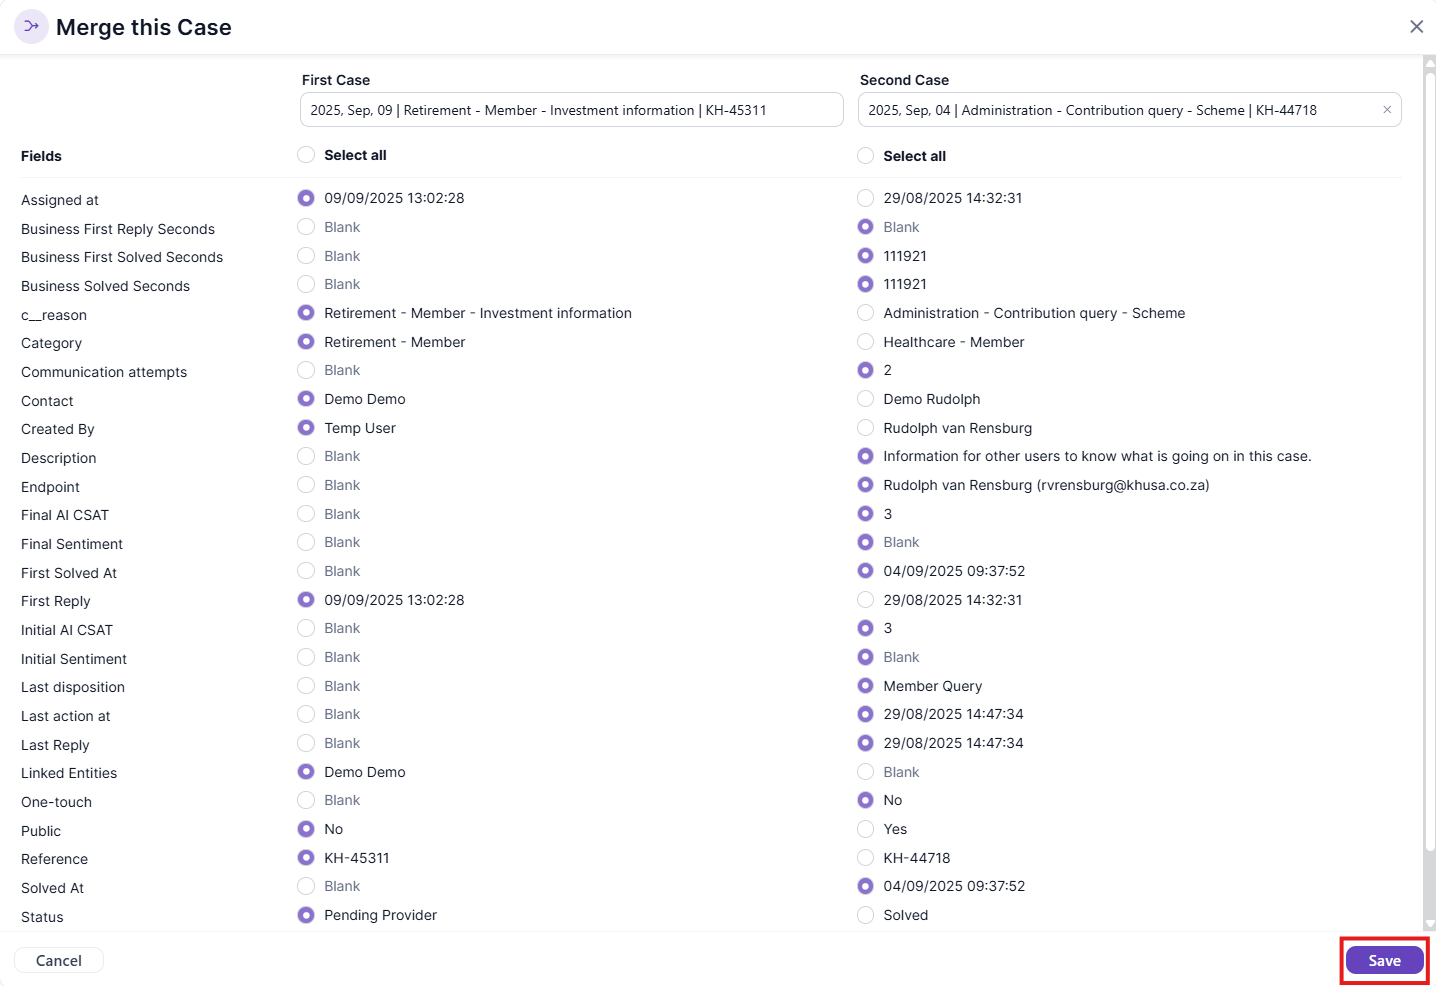 Merge this Case
First Case Second Case
2025, Sep, 09 | Retirement - Member - Investment information | KH-45311 2025, Sep, 04 | Administration - Contribution query - Scheme | KH-44718
Fields Select all Select all
Assigned at 09/09/2025 13:02:28 29/08/2025 14:32:31
Business First Reply Seconds Blank Blank
Business First Solved Seconds Blank 111921
Business Solved Seconds Blank 111921
c__reason Retirement - Member - Investment information Administration - Contribution query - Scheme
Category Retirement - Member Healthcare - Member
Communication attempts Blank 2
Contact Demo Demo Demo Rudolph
Created By Temp User Rudolph van Rensburg
Description Blank Information for other users to know what is going on in this case.
Endpoint Blank Rudolph van Rensburg (rvrensburg@khusa.co.za)
Final AI CSAT Blank 3
Final Sentiment Blank Blank
First Solved At Blank 04/09/2025 09:37:52
First Reply 09/09/2025 13:02:28 29/08/2025 14:32:31
Initial AI CSAT Blank 3
Initial Sentiment Blank Blank
Last disposition Blank Member Query
Last action at Blank 29/08/2025 14:47:34
Last Reply Blank 29/08/2025 14:47:34
Linked Entities Demo Demo Blank
One-touch Blank No
Public No Yes
Reference KH-45311 KH-44718
Solved At Blank 04/09/2025 09:37:52
Status Pending Provider Solved
Cancel Save